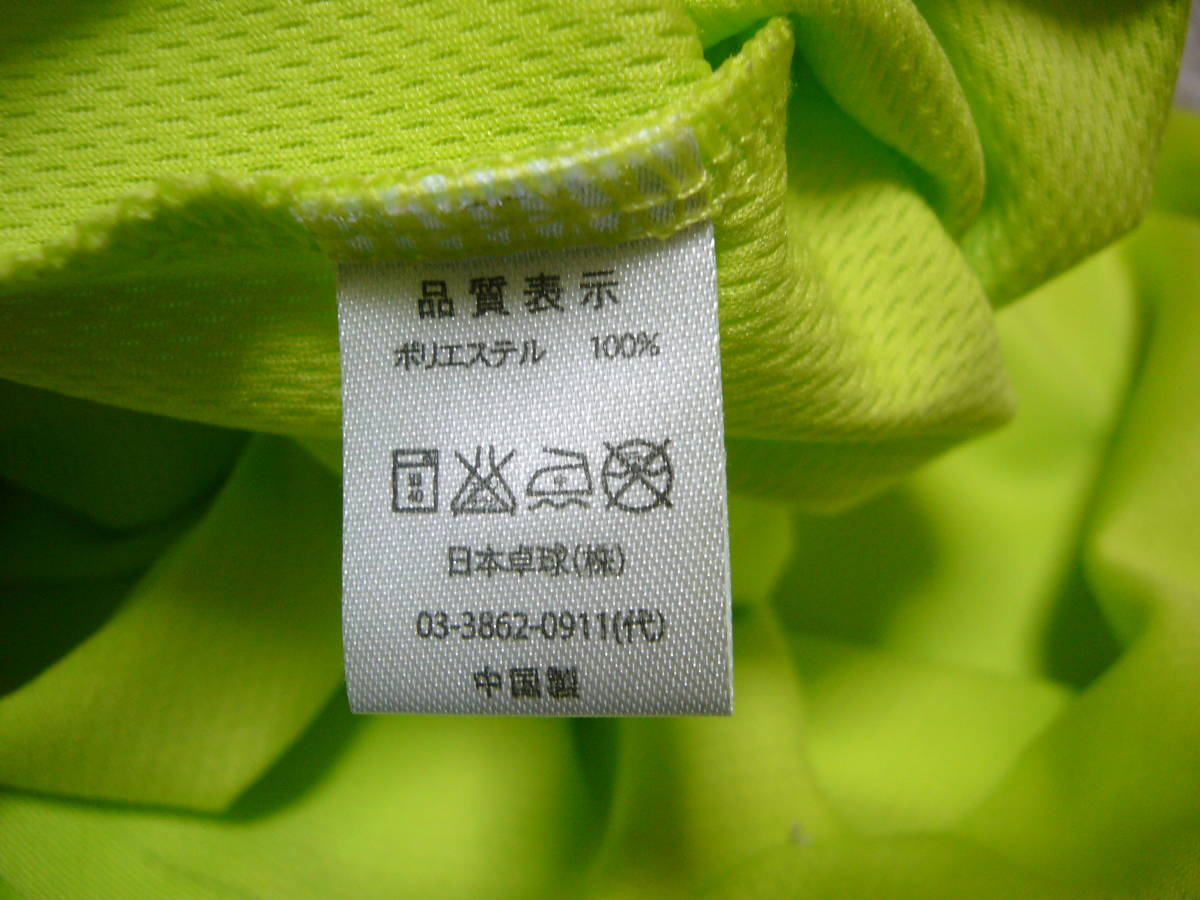 品質表示
ポリエステル 100%
日本卓球(株)
03-3862-0911(代)
中国製